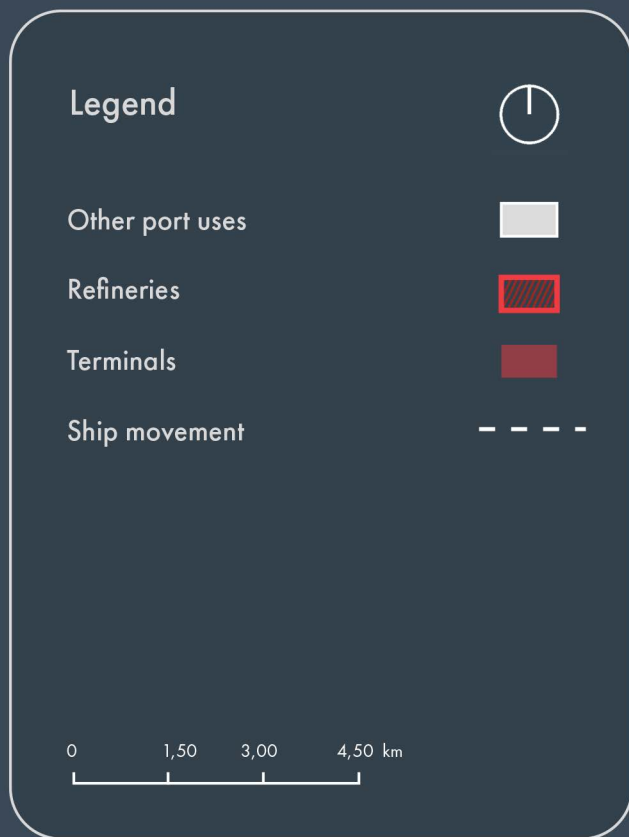 Legend
Other port uses
Refineries
Terminals
Ship movement
0 1,50 3,00 4,50 km